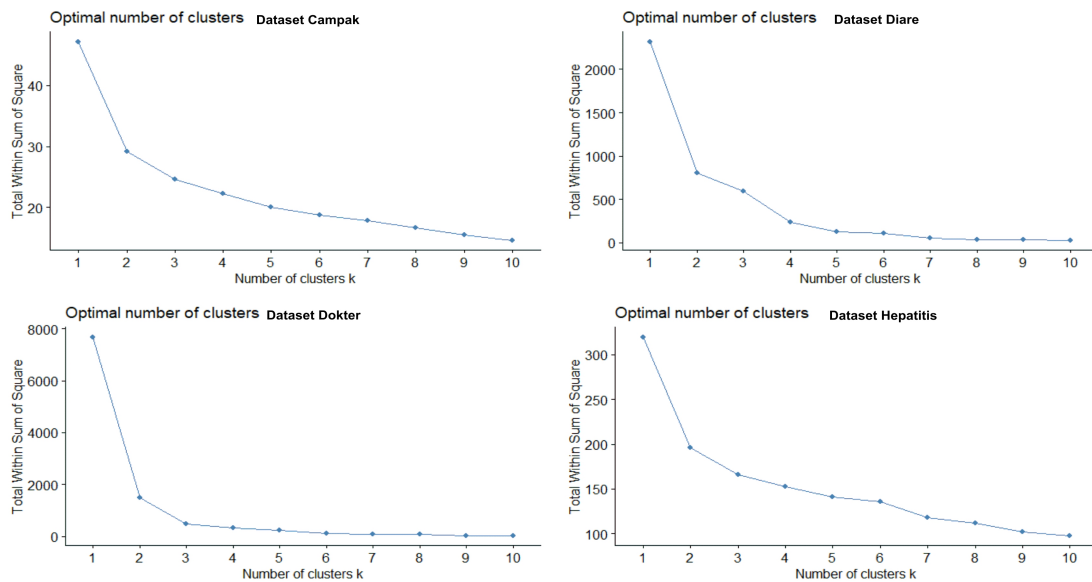 Optimal number of clusters Dataset Campak
Total Within Sum of Square
40
30
20
1 2 3 4 5 6 7 8 9 10
Number of clusters k
Optimal number of clusters Dataset Diare
Total Within Sum of Square
2000
1500
1000
500
0
1 2 3 4 5 6 7 8 9 10
Number of clusters k
Optimal number of clusters Dataset Dokter
Total Within Sum of Square
8000
6000
4000
2000
0
1 2 3 4 5 6 7 8 9 10
Number of clusters k
Optimal number of clusters Dataset Hepatitis
Total Within Sum of Square
300
250
200
150
100
1 2 3 4 5 6 7 8 9 10
Number of clusters k